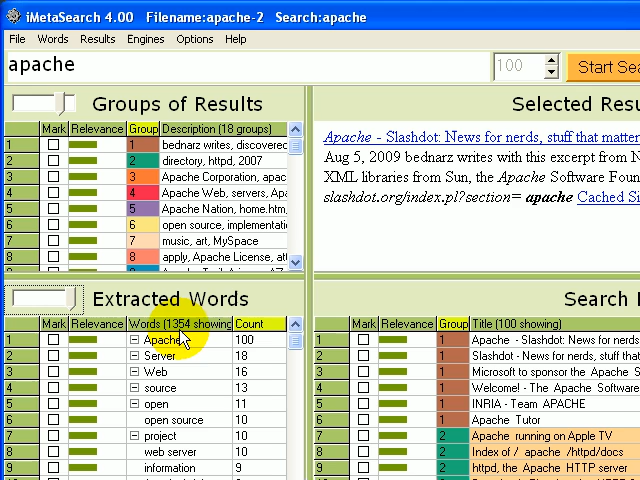 iMetaSearch 4.00 Filename:apache-2 Search:apache
File Words Results Engines Options Help
apache 100 Start Sea
Groups of Results
Mark Relevance Group Description (18 groups)
1 1 bednarz writes, discovered
2 2 directory, httpd, 2007
3 3 Apache Corporation, apac
4 4 Apache Web, servers, Apa
5 5 Apache Nation, home.htm,
6 6 open source, implementatio
7 7 music, art, MySpace
8 8 apply, Apache License, att
Selected Resu
Apache - Slashdot: News for nerds, stuff that matter
Aug 5, 2009 bednarz writes with this excerpt from N
XML libraries from Sun, the Apache Software Foun
slashdot.org/index.pl?section= apache Cached Si
Extracted Words
Mark Relevance Words (1354 showing Count
1 Apache 100
2 Server 18
3 Web 16
4 source 13
5 open 11
6 open source 10
7 project 10
8 web server 10
9 information 9
Search R
Mark Relevance Group Title (100 showing)
1 1 Apache - Slashdot: News for nerds
2 1 Slashdot - News for nerds, stuff tha
3 1 Microsoft to sponsor the Apache S
4 1 Welcome! - The Apache Software
5 1 INRIA - Team APACHE
6 1 Apache Tutor
7 2 Apache running on Apple TV
8 2 Index of / apache /httpd/docs
9 2 httpd, the Apache HTTP server